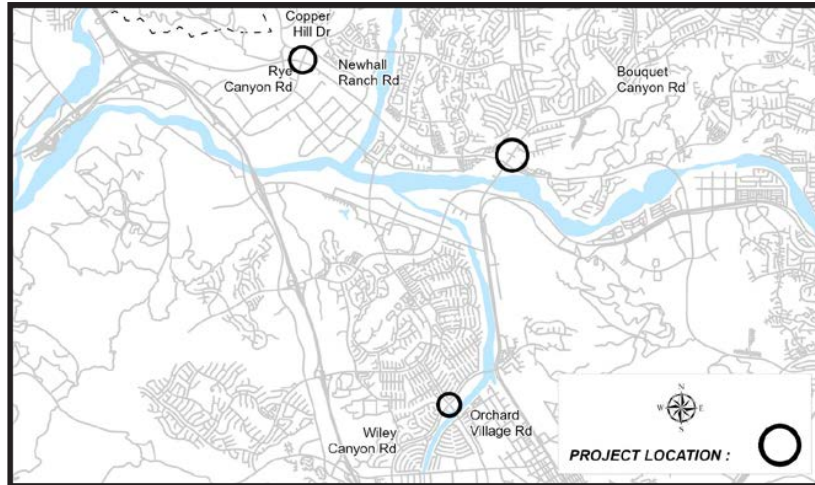 Copper
Hill Dr
Rye
Canyon Rd
Newhall
Ranch Rd
Bouquet
Canyon Rd
Wiley
Canyon Rd
Orchard
Village Rd
N
W E
S
PROJECT LOCATION :